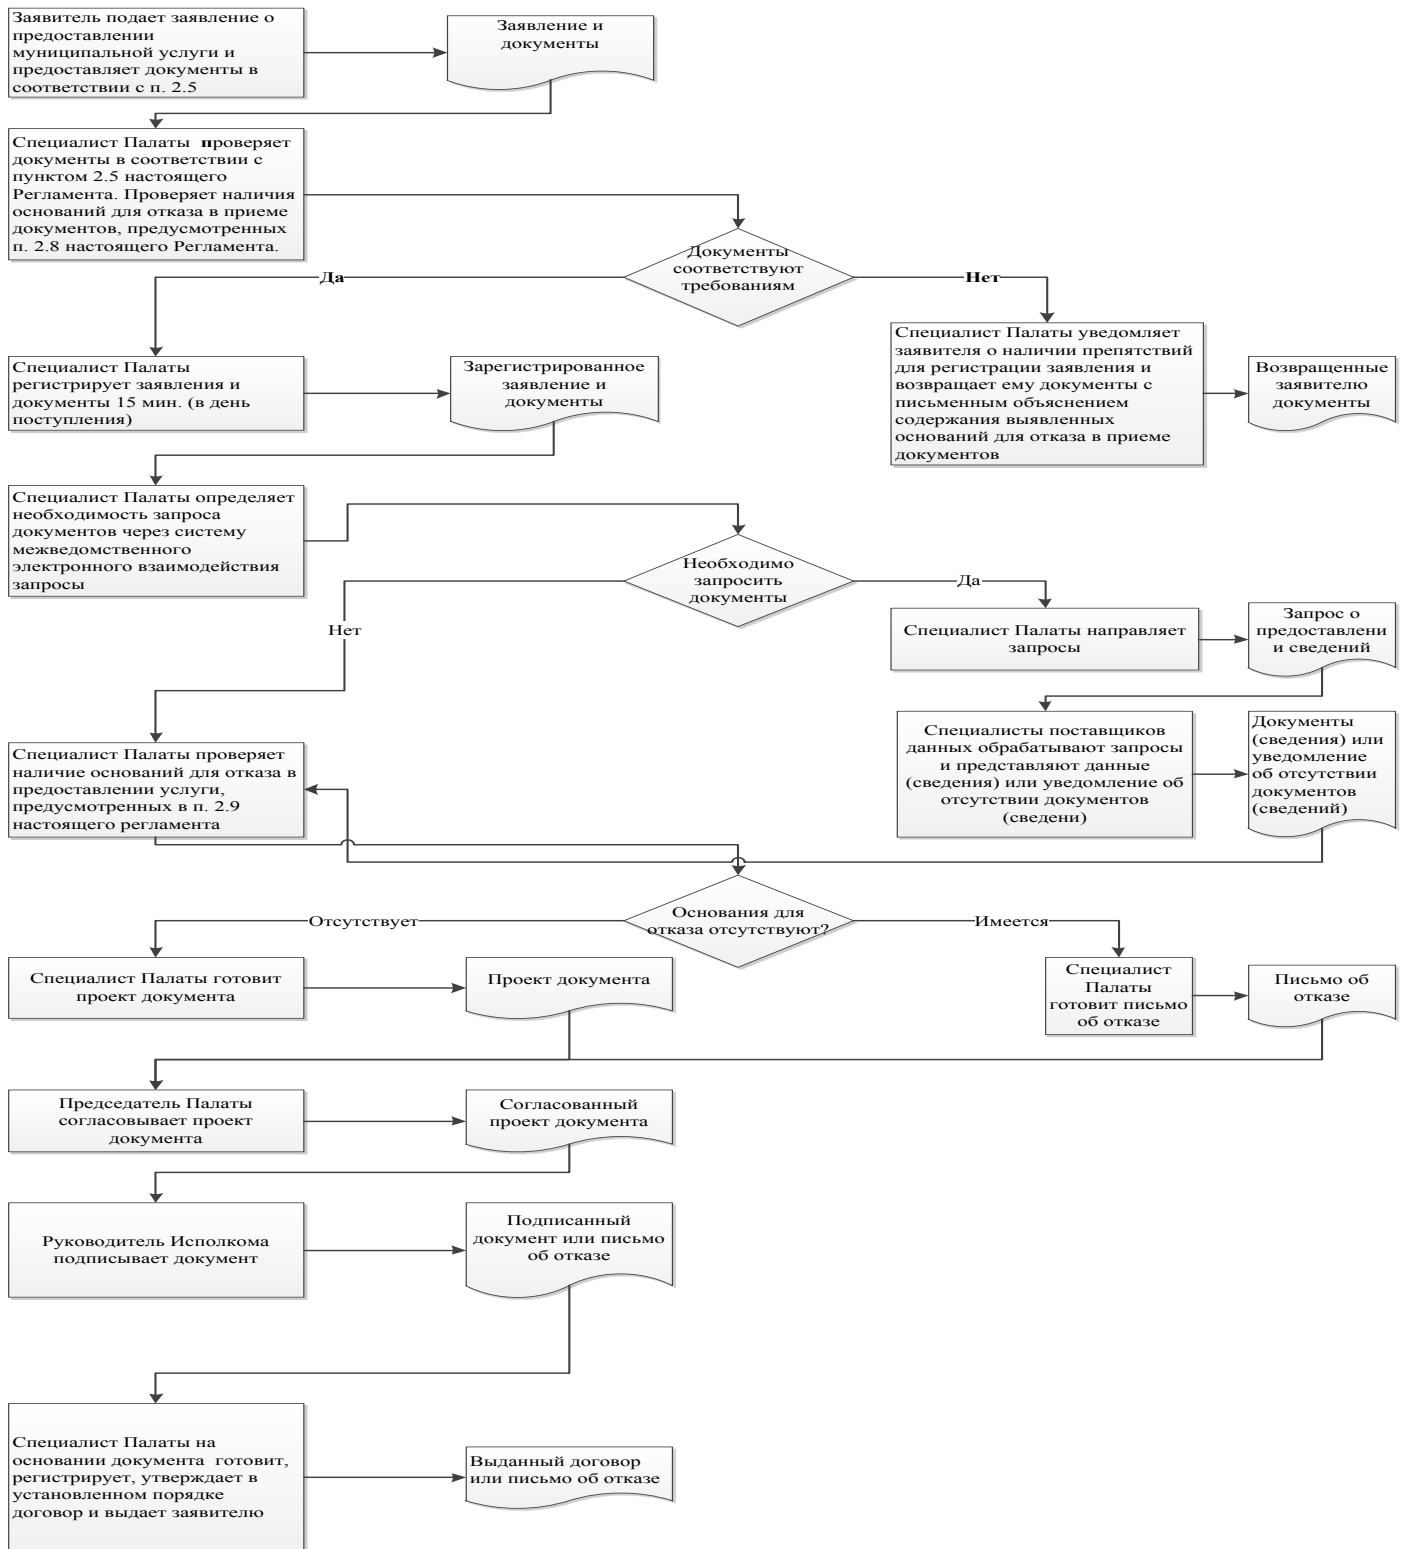 Заявитель подает заявление о
предоставлении
муниципальной услуги и
предоставляет документы в
соответствии с п. 2.5
Заявление и
документы
Специалист Палаты проверяет
документы в соответствии с
пунктом 2.5 настоящего
Регламента. Проверяет наличия
оснований для отказа в приеме
документов, предусмотренных
п. 2.8 настоящего Регламента.
Документы
соответствуют
требованиям
Да
Нет
Специалист Палаты
регистрирует заявления и
документы 15 мин. (в день
поступления)
Зарегистрированное
заявление и
документы
Специалист Палаты уведомляет
заявителя о наличии препятствий
для регистрации заявления и
возвращает ему документы с
письменным объяснением
содержания выявленных
оснований для отказа в приеме
документов
Возвращенные
заявителю
документы
Специалист Палаты определяет
необходимость запроса
документов через систему
межведомственного
электронного взаимодействия
запросы
Необходимо
запросить
документы
Да
Нет
Специалист Палаты направляет
запросы
Запрос о
предоставлени
и сведений
Специалисты поставщиков
данных обрабатывают запросы
и представляют данные
(сведения) или уведомление об
отсутствии документов
(сведени)
Документы
(сведения) или
уведомление
об отсутствии
документов
(сведений)
Специалист Палаты проверяет
наличие оснований для отказа в
предоставлении услуги,
предусмотренных в п. 2.9
настоящего регламента
Основания для
отказа отсутствуют?
Отсутствует
Имеется
Специалист Палаты готовит
проект документа
Проект документа
Специалист
Палаты
готовит письмо
об отказе
Письмо об
отказе
Председатель Палаты
согласовывает проект
документа
Согласованный
проект документа
Руководитель Исполкома
подписывает документ
Подписанный
документ или письмо
об отказе
Специалист Палаты на
основании документа готовит,
регистрирует, утверждает в
установленном порядке
договор и выдает заявителю
Выданный договор
или письмо об отказе